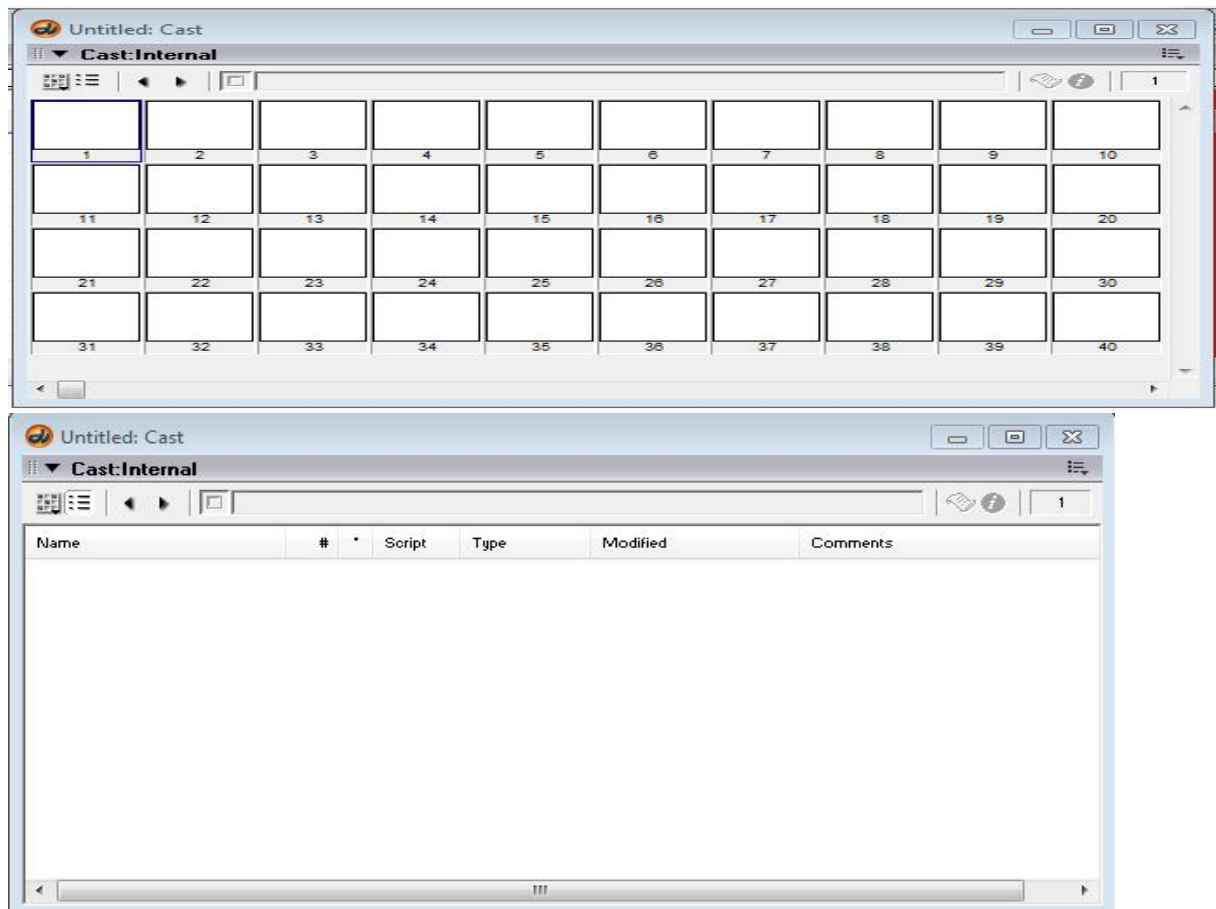 Untitled: Cast
Cast:Internal
1
1 2 3 4 5 6 7 8 9 10
11 12 13 14 15 16 17 18 19 20
21 22 23 24 25 26 27 28 29 30
31 32 33 34 35 36 37 38 39 40
Untitled: Cast
Cast:Internal
1
Name # • Script Type Modified Comments